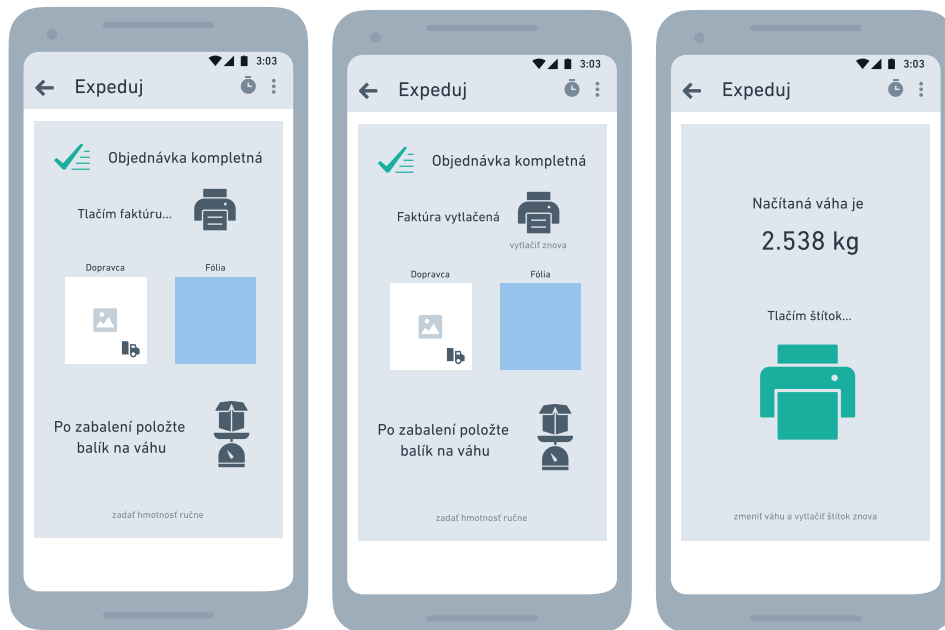 3:03
Expeduj
Objednávka kompletná
Tlačím faktúru...
Dopravca
Fólia
Po zabalení položte
balík na váhu
zadať hmotnosť ručne
3:03
Expeduj
Objednávka kompletná
Faktúra vytlačená
vytlačiť znova
Dopravca
Fólia
Po zabalení položte
balík na váhu
zadať hmotnosť ručne
3:03
Expeduj
Načítaná váha je
2.538 kg
Tlačím štítok...
zmeniť váhu a vytlačiť štítok znova